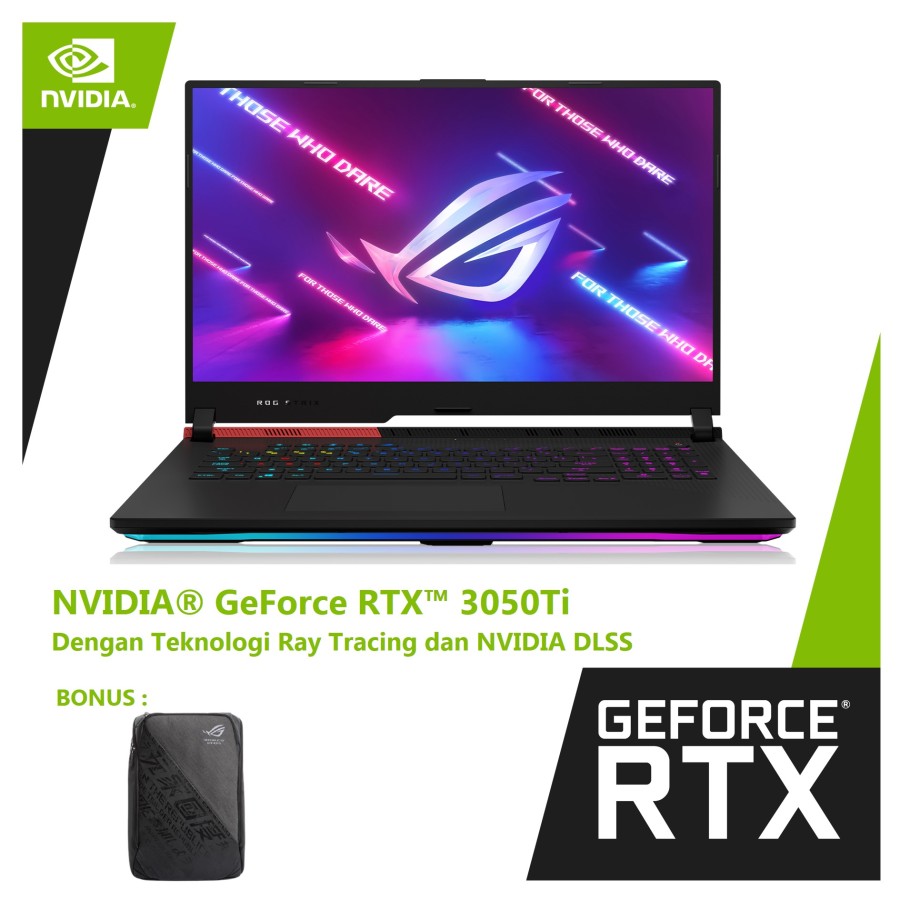 NVIDIA.
THOSE WHO DARE
FOR THOSE WHO DARE
FOR THOSE WHO DARE
FOR THOSE WHO DARE
ROG
NVIDIA® GeForce RTX™ 3050Ti
Dengan Teknologi Ray Tracing dan NVIDIA DLSS
BONUS :
GEFORCE®
RTX